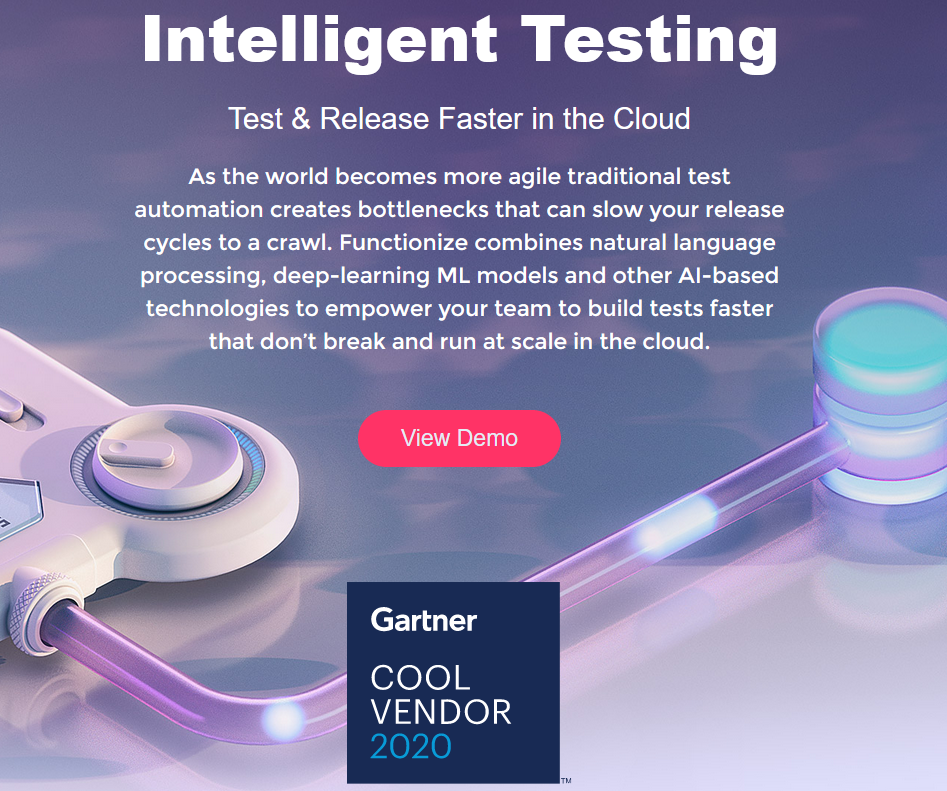 Intelligent Testing
Test & Release Faster in the Cloud
As the world becomes more agile traditional test
automation creates bottlenecks that can slow your release
cycles to a crawl. Functionize combines natural language
processing, deep-learning ML models and other AI-based
technologies to empower your team to build tests faster
that don’t break and run at scale in the cloud.
View Demo
Gartner
COOL
VENDOR
2020
TM